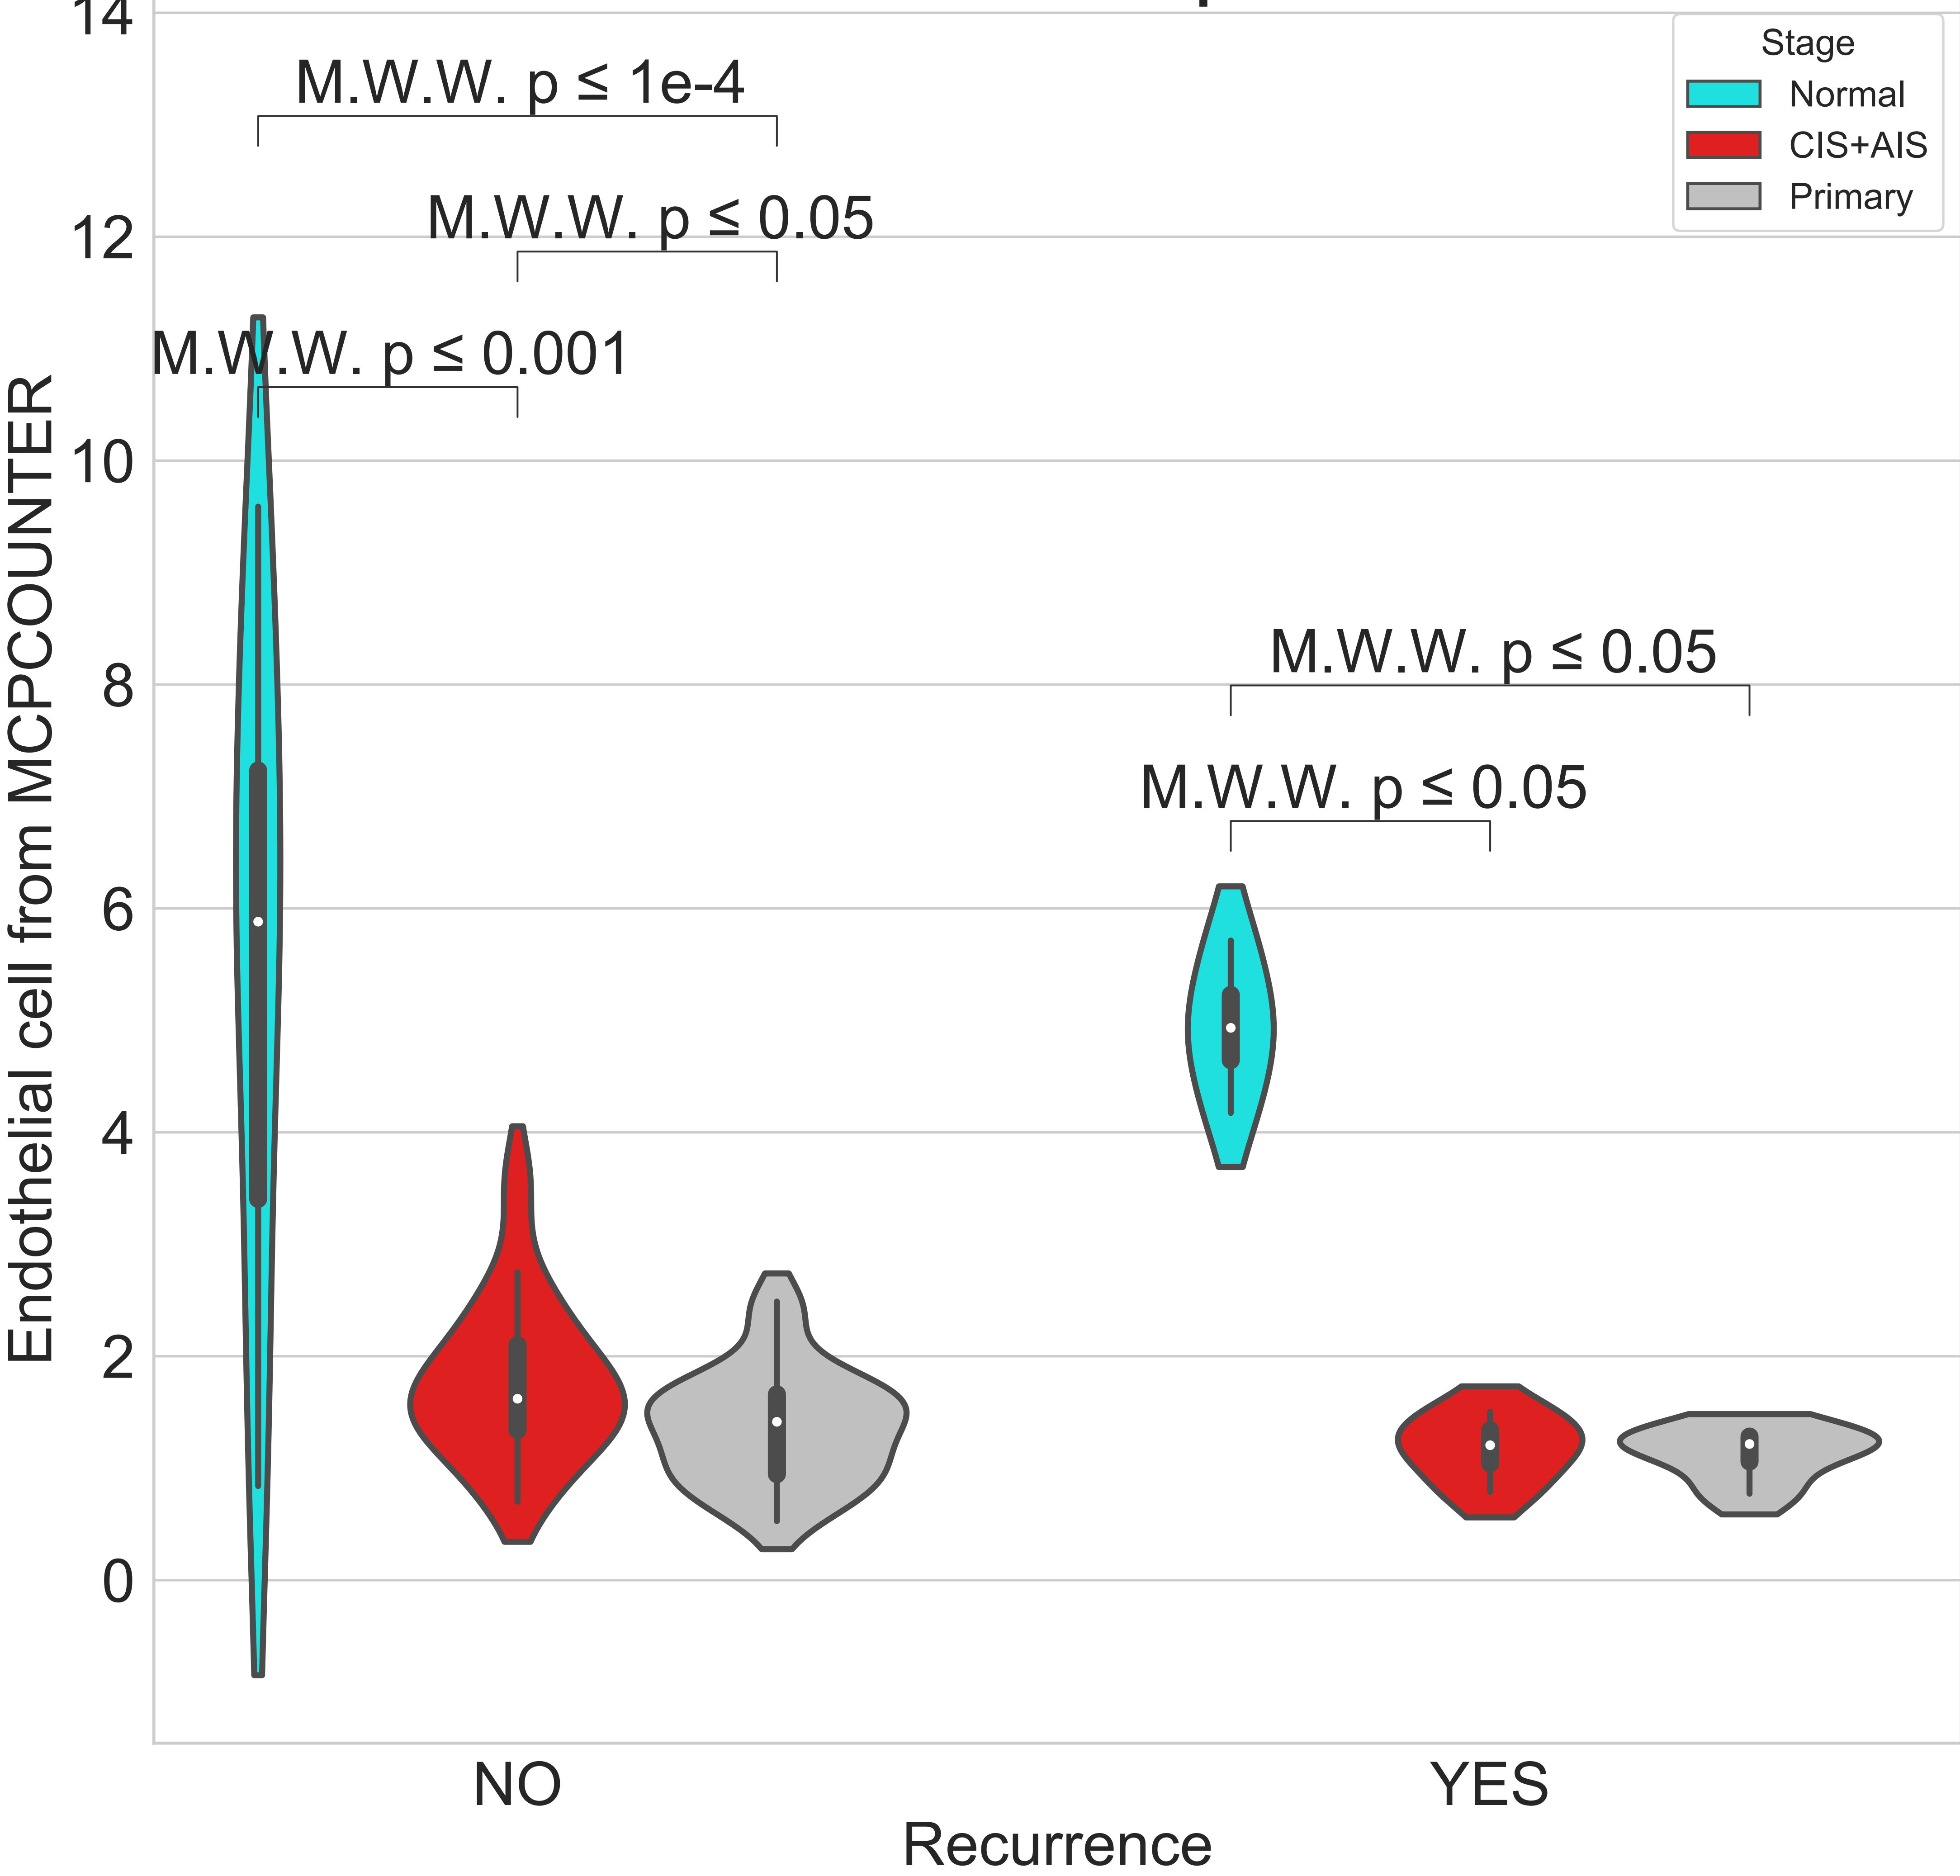 14
M.W.W. p ≤ 1e-4
Stage
Normal
CIS+AIS
Primary
M.W.W. p ≤ 0.05
12
M.W.W. p ≤ 0.001
10
Endothelial cell from MCPCOUNTER
M.W.W. p ≤ 0.05
8
M.W.W. p ≤ 0.05
6
4
2
0
NO
YES
Recurrence